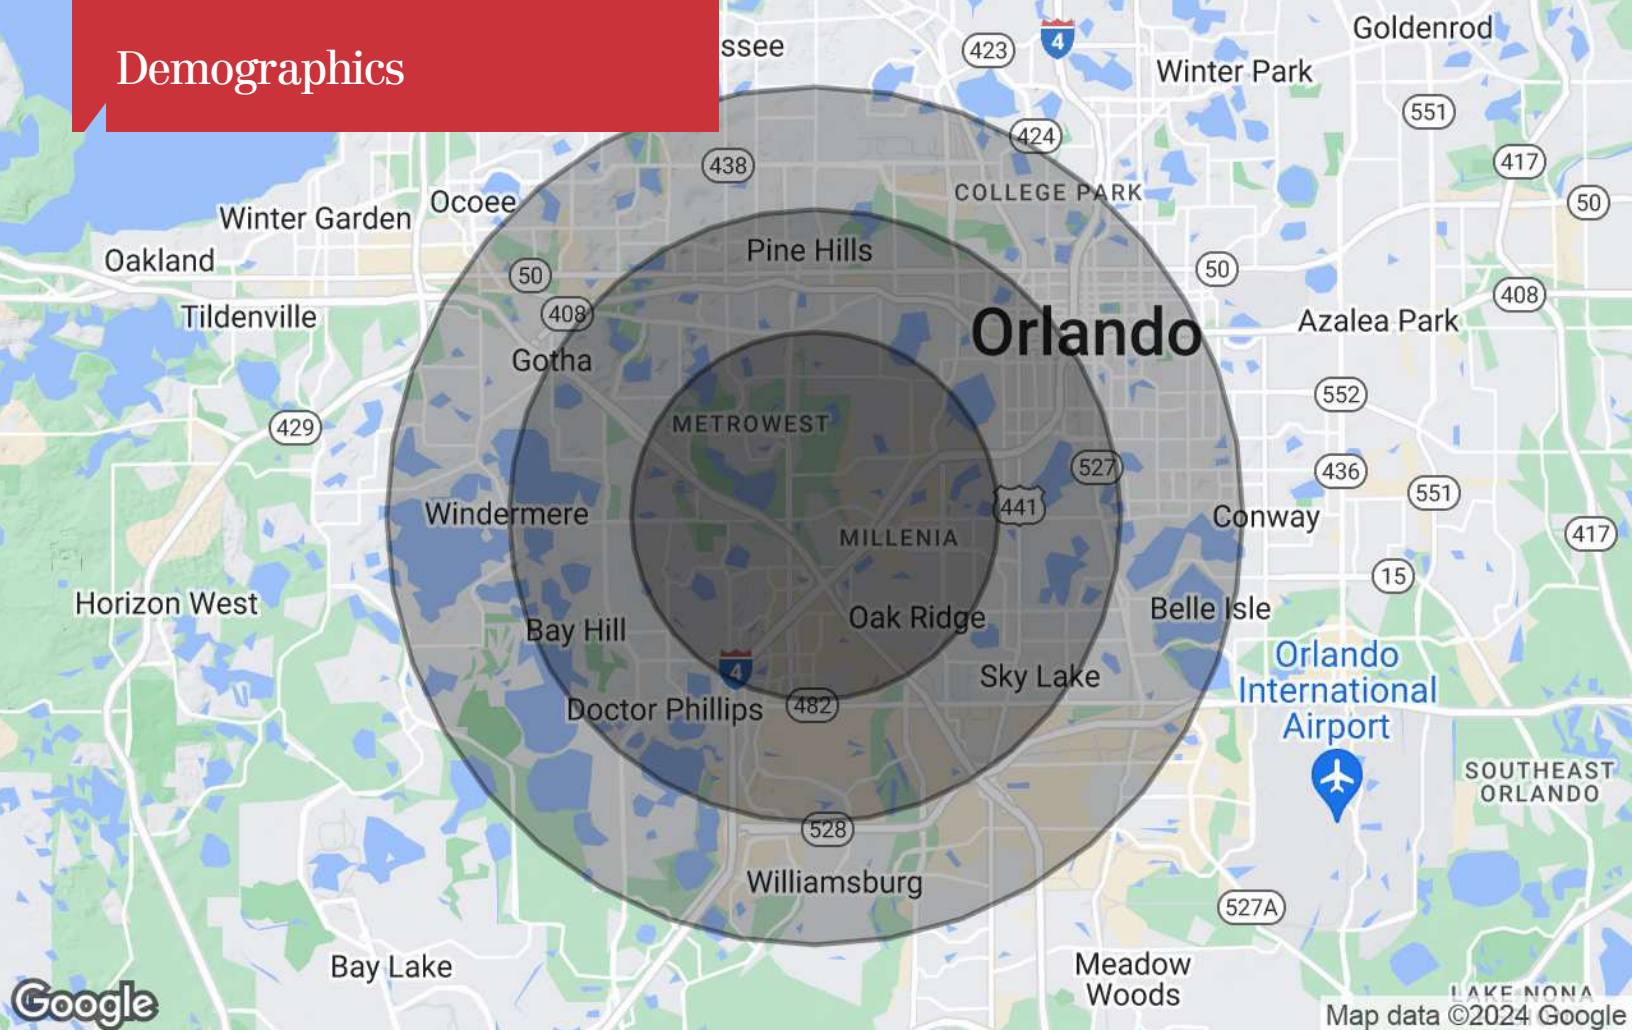 Demographics
ssee
423
4
Goldenrod
Winter Park
551
424
438
417
COLLEGE PARK
50
Ocoee
Winter Garden
Pine Hills
Oakland
50
50
408
408
Tildenville
Orlando
Azalea Park
Gotha
552
METROWEST
429
527
436
551
441
Windermere
Conway
MILLENIA
417
15
Horizon West
Belle Isle
Oak Ridge
Bay Hill
Orlando
International
Airport
4
Sky Lake
Doctor Phillips
482
SOUTHEAST
ORLANDO
528
Williamsburg
527A
Bay Lake
Meadow
Woods
LAKE NONA
Google
Map data ©2024 Google